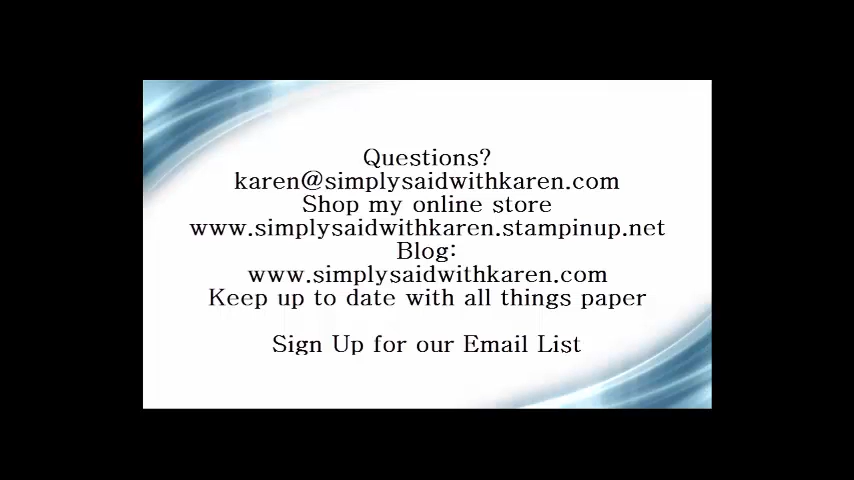 Questions?
karen@simplysaidwithkaren.com
Shop my online store
www.simplysaidwithkaren.stampinup.net
Blog:
www.simplysaidwithkaren.com
Keep up to date with all things paper
Sign Up for our Email List